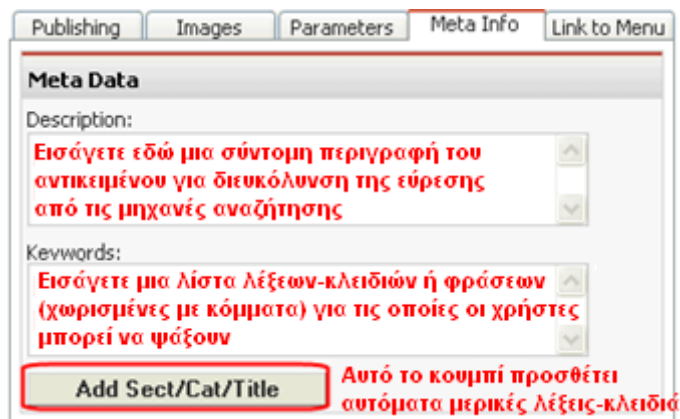 Publishing Images Parameters Meta Info Link to Menu
Meta Data
Description:
Εισάγετε εδώ μια σύντομη περιγραφή του
αντικειμένου για διευκόλυνση της εύρεσης
από τις μηχανές αναζήτησης
Keywords:
Εισάγετε μια λίστα λέξεων-κλειδιών ή φράσεων
(χωρισμένες με κόμματα) για τις οποίες οι χρήστες
μπορεί να ψάξουν
Add Sect/Cat/Title
Αυτό το κουμπί προσθέτει
αυτόματα μερικές λέξεις-κλειδιά